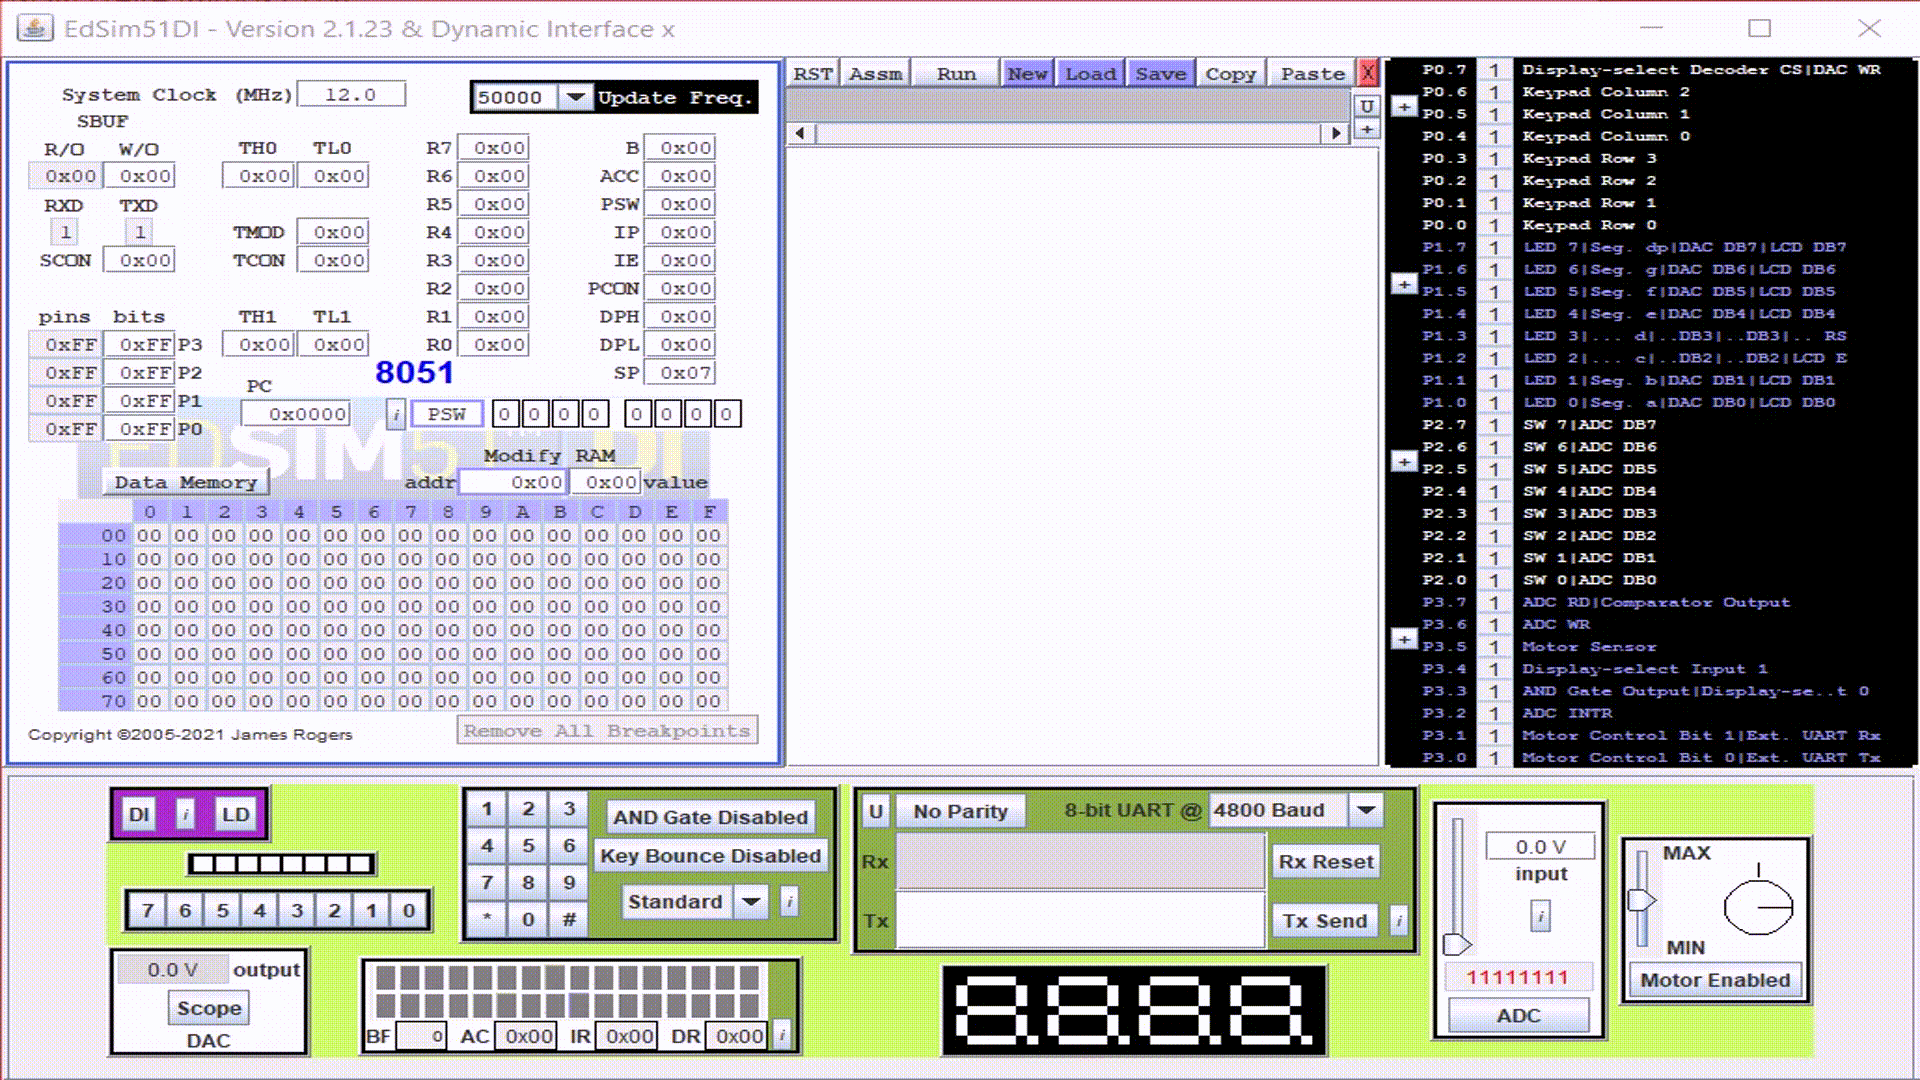 EdSim51DI - Version 2.1.23 & Dynamic Interface x
System Clock (MHz) 12.0
50000 Update Freq.
SBUF
R/O W/O TH0 TL0 R7 0x00 B 0x00
0x00 0x00 0x00 0x00 R6 0x00 ACC 0x00
RXD TXD R5 0x00 PSW 0x00
1 1 TMOD 0x00 R4 0x00 IP 0x00
SCON 0x00 TCON 0x00 R3 0x00 IE 0x00
R2 0x00 PCON 0x00
pins bits TH1 TL1 R1 0x00 DPH 0x00
0xFF 0xFF P3 0x00 0x00 R0 0x00 DPL 0x00
0xFF 0xFF P2 8051 SP 0x07
0xFF 0xFF P1 PC
0xFF 0xFF P0 0x0000 i PSW 0 0 0 0 0 0 0 0
EDSIM51DI
Modify RAM
Data Memory addr 0x00 0x00 value
0 1 2 3 4 5 6 7 8 9 A B C D E F
00 00 00 00 00 00 00 00 00 00 00 00 00 00 00 00 00
10 00 00 00 00 00 00 00 00 00 00 00 00 00 00 00 00
20 00 00 00 00 00 00 00 00 00 00 00 00 00 00 00 00
30 00 00 00 00 00 00 00 00 00 00 00 00 00 00 00 00
40 00 00 00 00 00 00 00 00 00 00 00 00 00 00 00 00
50 00 00 00 00 00 00 00 00 00 00 00 00 00 00 00 00
60 00 00 00 00 00 00 00 00 00 00 00 00 00 00 00 00
70 00 00 00 00 00 00 00 00 00 00 00 00 00 00 00 00
Copyright ©2005-2021 James Rogers Remove All Breakpoints
RST Assm Run New Load Save Copy Paste X
U
+
P0.7 1 Display-select Decoder CS|DAC WR
P0.6 1 Keypad Column 2
+
P0.5 1 Keypad Column 1
P0.4 1 Keypad Column 0
P0.3 1 Keypad Row 3
P0.2 1 Keypad Row 2
P0.1 1 Keypad Row 1
P0.0 1 Keypad Row 0
P1.7 1 LED 7|Seg. dp|DAC DB7|LCD DB7
P1.6 1 LED 6|Seg. g|DAC DB6|LCD DB6
+
P1.5 1 LED 5|Seg. f|DAC DB5|LCD DB5
P1.4 1 LED 4|Seg. e|DAC DB4|LCD DB4
P1.3 1 LED 3|... d|..DB3|..DB3|.. RS
P1.2 1 LED 2|... c|..DB2|..DB2|LCD E
P1.1 1 LED 1|Seg. b|DAC DB1|LCD DB1
P1.0 1 LED 0|Seg. a|DAC DB0|LCD DB0
P2.7 1 SW 7|ADC DB7
P2.6 1 SW 6|ADC DB6
+
P2.5 1 SW 5|ADC DB5
P2.4 1 SW 4|ADC DB4
P2.3 1 SW 3|ADC DB3
P2.2 1 SW 2|ADC DB2
P2.1 1 SW 1|ADC DB1
P2.0 1 SW 0|ADC DB0
P3.7 1 ADC RD|Comparator Output
P3.6 1 ADC WR
+
P3.5 1 Motor Sensor
P3.4 1 Display-select Input 1
P3.3 1 AND Gate Output|Display-se..t 0
P3.2 1 ADC INTR
P3.1 1 Motor Control Bit 1|Ext. UART Rx
P3.0 1 Motor Control Bit 0|Ext. UART Tx
DI i LD
7 6 5 4 3 2 1 0
0.0 V output
Scope
DAC
1 2 3
4 5 6
7 8 9
* 0 #
AND Gate Disabled
Key Bounce Disabled
Standard i
BF 0 AC 0x00 IR 0x00 DR 0x00 i
U No Parity 8-bit UART @ 4800 Baud
Rx Rx Reset
Tx Tx Send i
8.8.8.8.
0.0 V
input
i
11111111
ADC
MAX
MIN
Motor Enabled